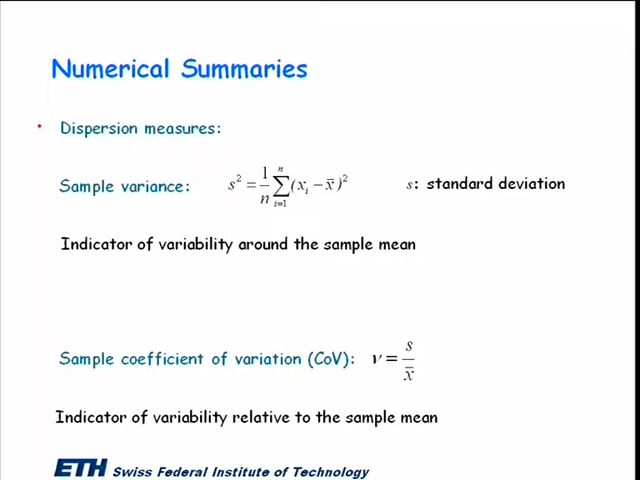 Numerical Summaries
• Dispersion measures:
Sample variance: s² = 1/n ∑ᵢ₌₁ⁿ (xᵢ − x̄)² s: standard deviation
Indicator of variability around the sample mean
Sample coefficient of variation (CoV): ν = s/x̄
Indicator of variability relative to the sample mean
ETH Swiss Federal Institute of Technology